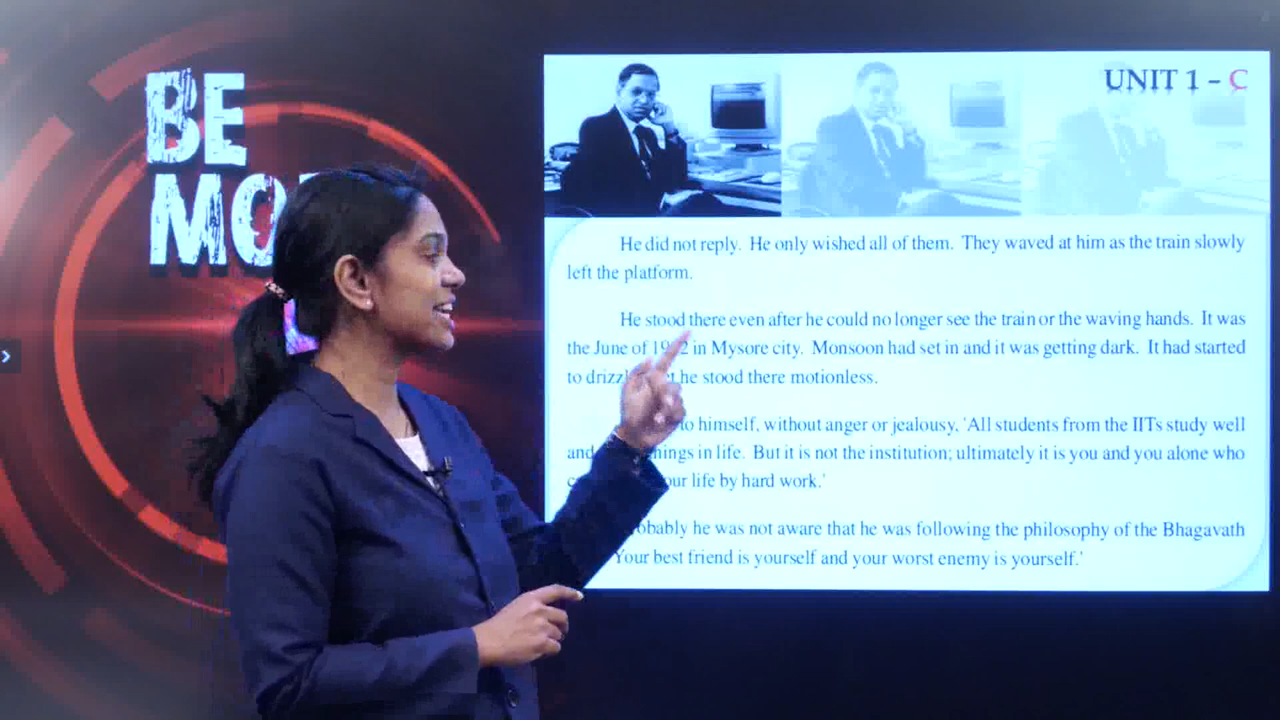 BE
MO
UNIT 1 – C
He did not reply. He only wished all of them. They waved at him as the train slowly
left the platform.
He stood there even after he could no longer see the train or the waving hands. It was
the June of 19 2 in Mysore city. Monsoon had set in and it was getting dark. It had started
to drizzl he stood there motionless.
to himself, without anger or jealousy, 'All students from the IITs study well
and hings in life. But it is not the institution; ultimately it is you and you alone who
our life by hard work.'
obably he was not aware that he was following the philosophy of the Bhagavath
Your best friend is yourself and your worst enemy is yourself.'